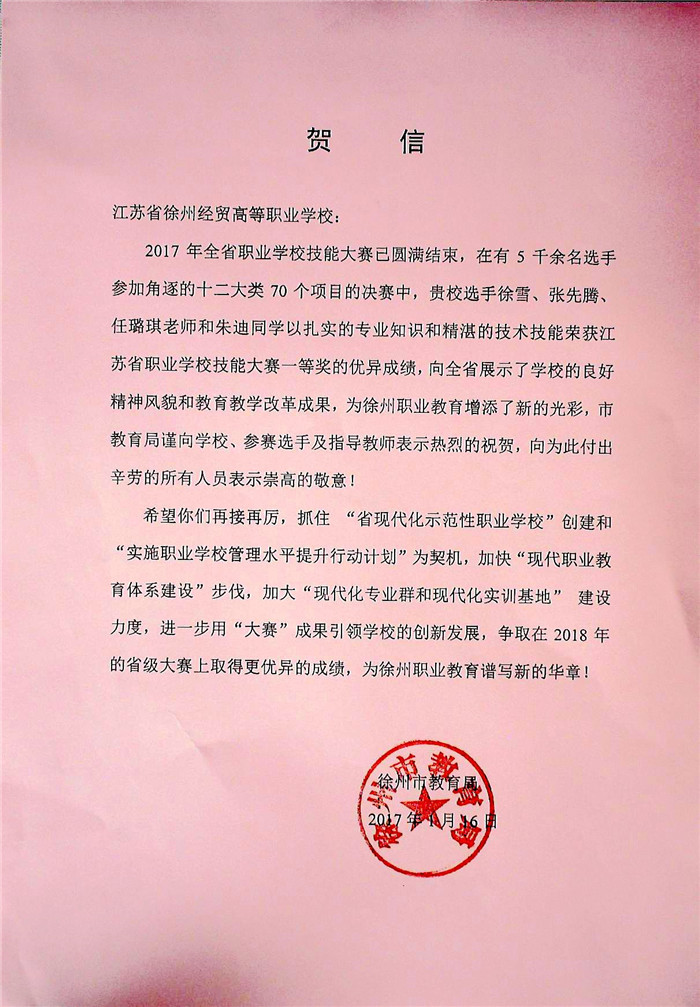 贺 信
江苏省徐州经贸高等职业学校：
2017 年全省职业学校技能大赛已圆满结束，在有 5 千余名选手
参加角逐的十二大类 70 个项目的决赛中，贵校选手徐雪、张先腾、
任璐琪老师和朱迪同学以扎实的专业知识和精湛的技术技能荣获江
苏省职业学校技能大赛一等奖的优异成绩，向全省展示了学校的良好
精神风貌和教育教学改革成果，为徐州职业教育增添了新的光彩，市
教育局谨向学校、参赛选手及指导教师表示热烈的祝贺，向为此付出
辛劳的所有人员表示崇高的敬意！
希望你们再接再厉，抓住 “省现代化示范性职业学校”创建和
“实施职业学校管理水平提升行动计划”为契机，加快“现代职业教
育体系建设”步伐，加大“现代化专业群和现代化实训基地” 建设
力度，进一步用“大赛”成果引领学校的创新发展，争取在 2018 年
的省级大赛上取得更优异的成绩，为徐州职业教育谱写新的华章！
徐州市教育局
2017 年 1 月 16 日
徐州市教育局